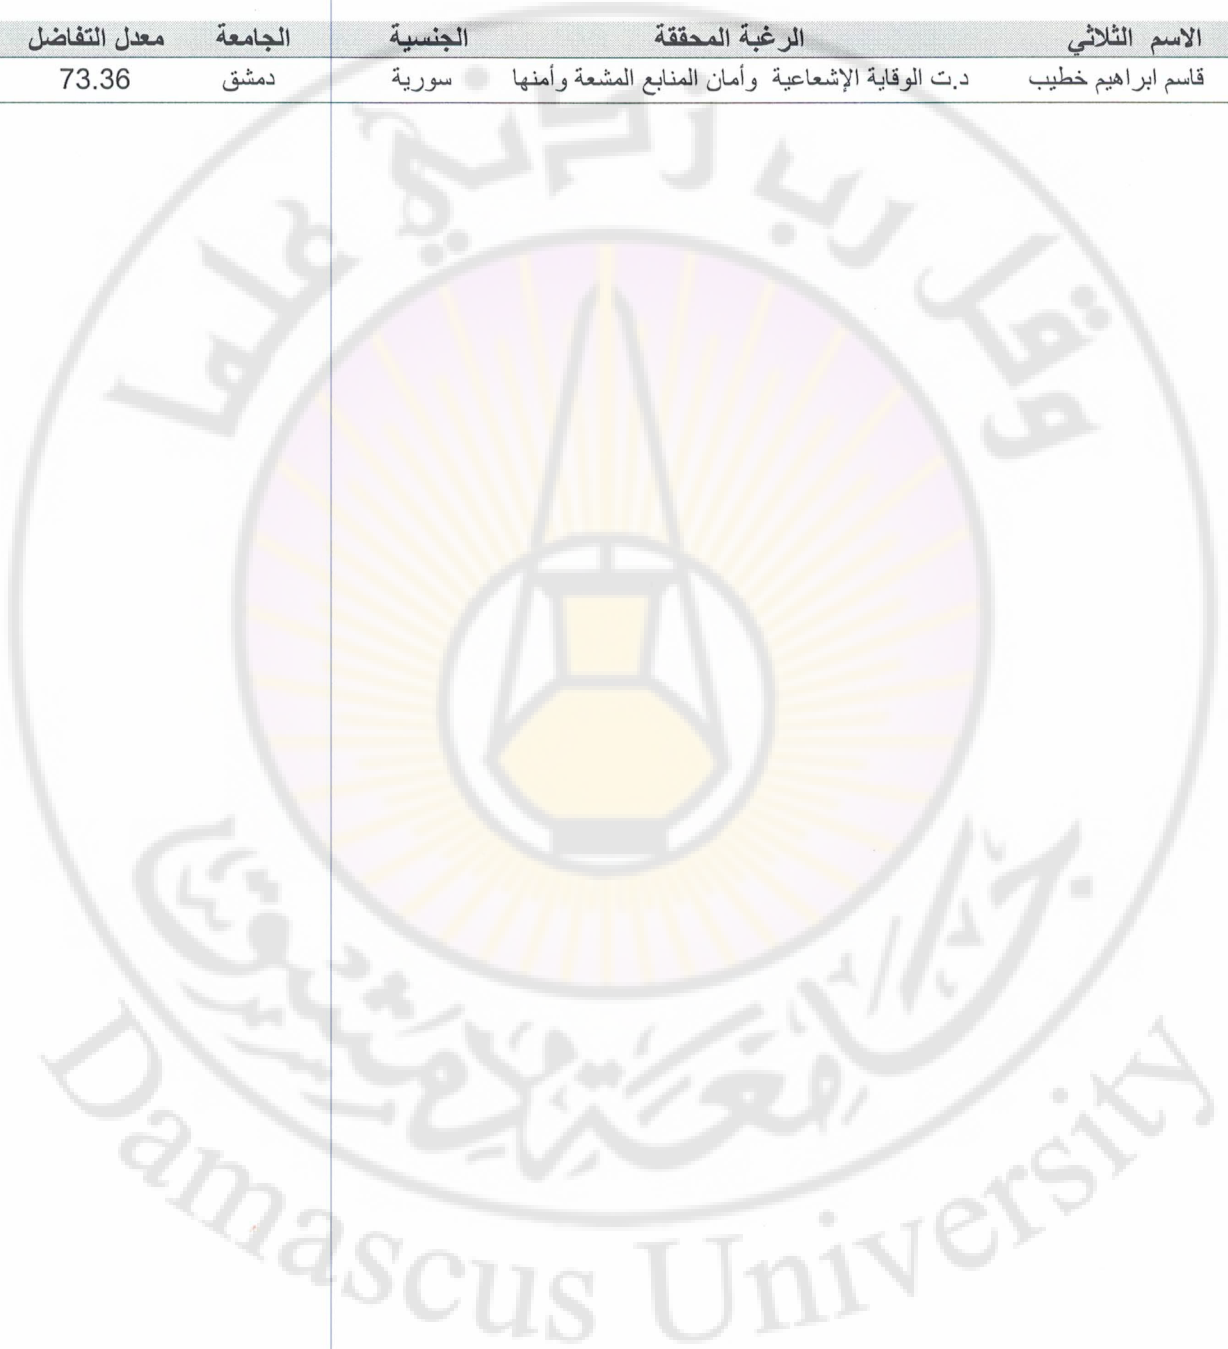 الاسم الثلاثي الرغبة المحققة الجنسية الجامعة معدل التفاضل
قاسم ابراهيم خطيب د.ت الوقاية الإشعاعية وأمان المنابع المشعة وأمنها سورية دمشق 73.36
وقل رب زدني علما
جامعة دمشق
Damascus University